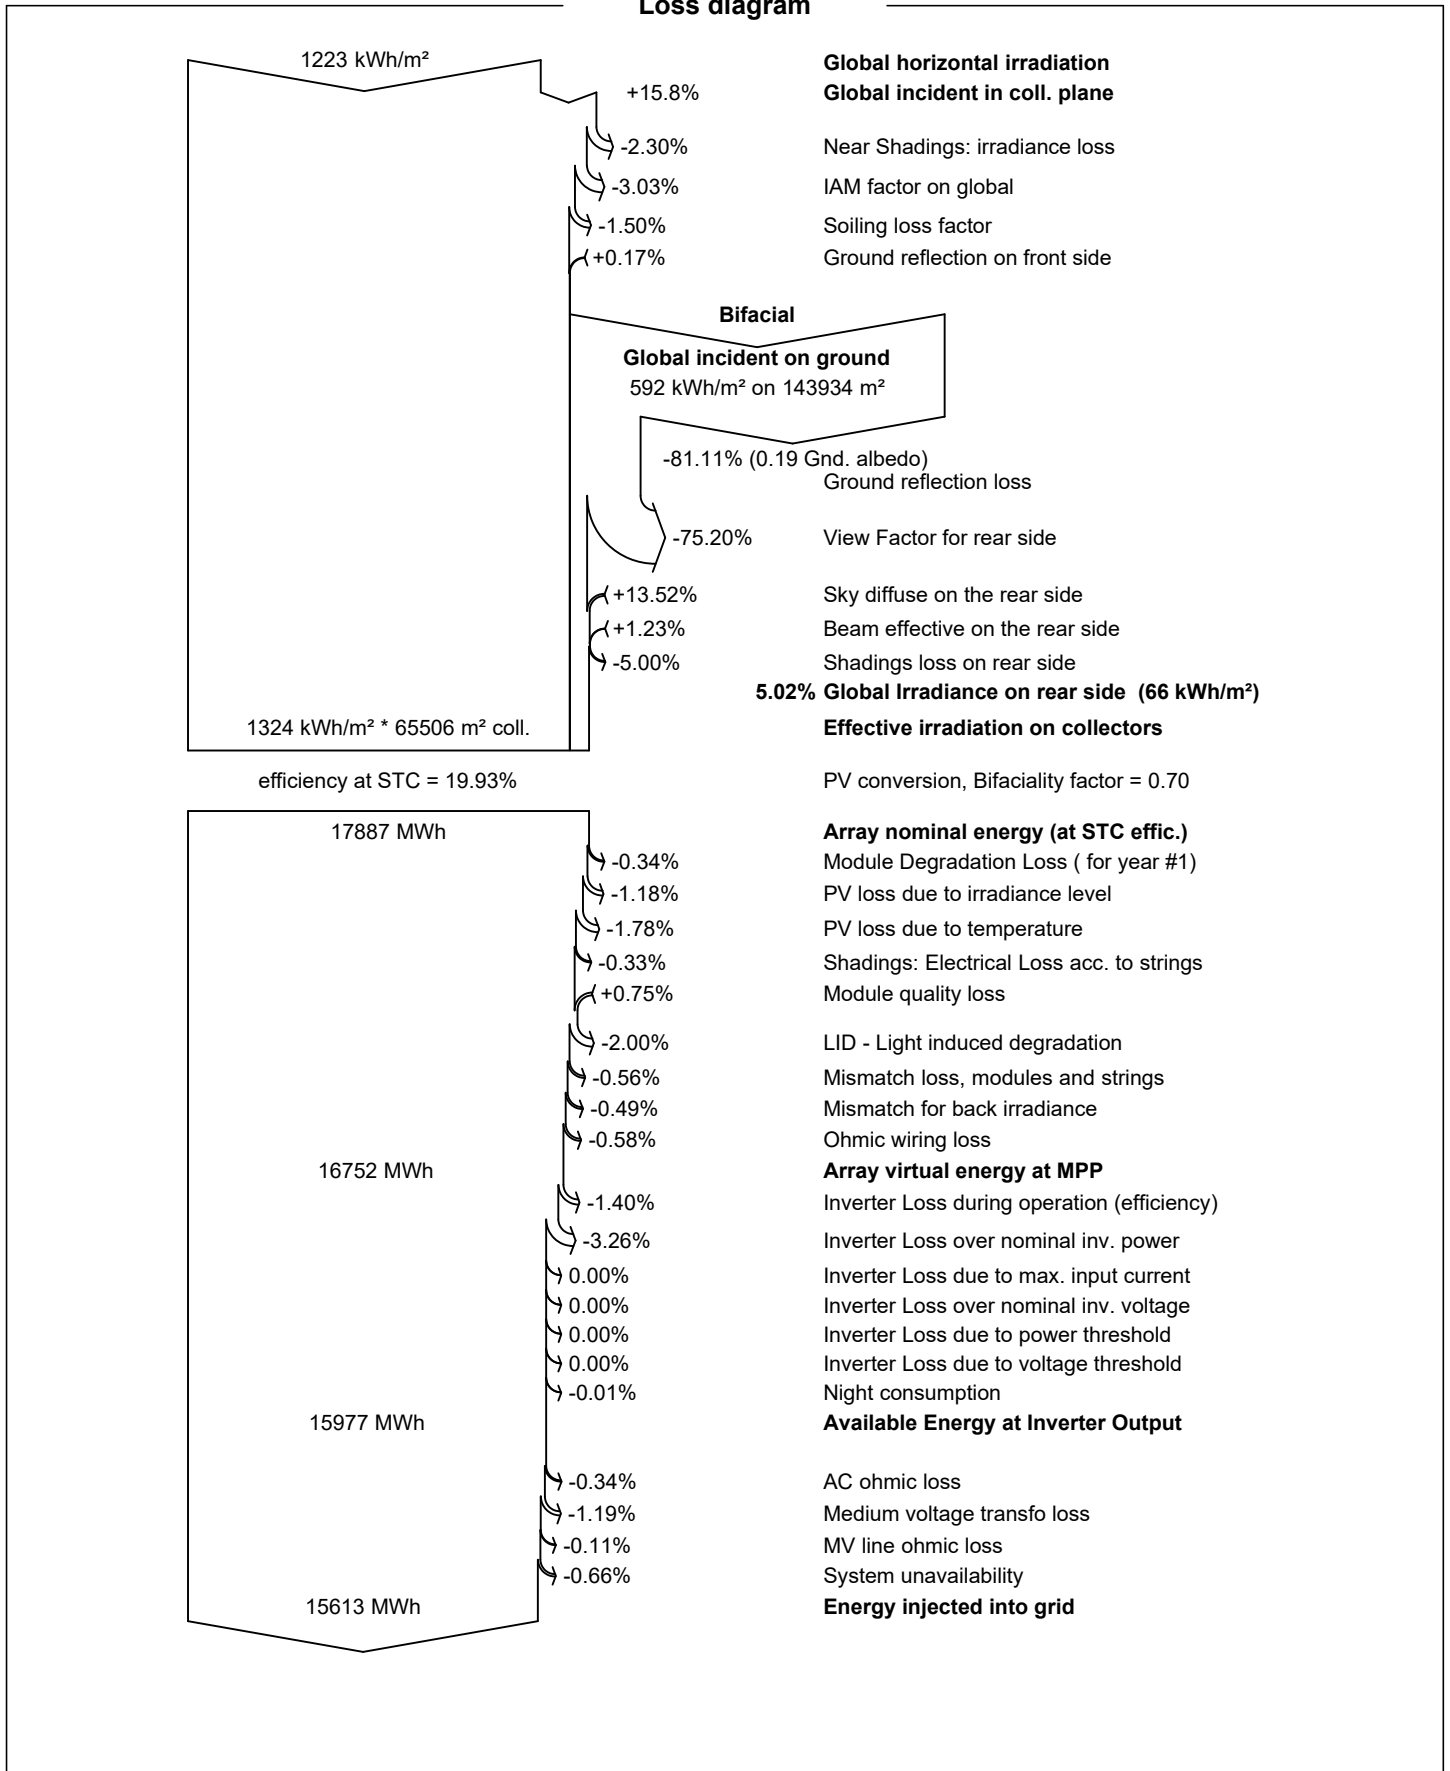 Loss diagram
1223 kWh/m²
Global horizontal irradiation
+15.8%
Global incident in coll. plane
-2.30%
Near Shadings: irradiance loss
-3.03%
IAM factor on global
-1.50%
Soiling loss factor
+0.17%
Ground reflection on front side
Bifacial
Global incident on ground
592 kWh/m² on 143934 m²
-81.11% (0.19 Gnd. albedo)
Ground reflection loss
-75.20%
View Factor for rear side
+13.52%
Sky diffuse on the rear side
+1.23%
Beam effective on the rear side
-5.00%
Shadings loss on rear side
5.02% Global Irradiance on rear side (66 kWh/m²)
1324 kWh/m² * 65506 m² coll.
Effective irradiation on collectors
efficiency at STC = 19.93%
PV conversion, Bifaciality factor = 0.70
17887 MWh
Array nominal energy (at STC effic.)
-0.34%
Module Degradation Loss ( for year #1)
-1.18%
PV loss due to irradiance level
-1.78%
PV loss due to temperature
-0.33%
Shadings: Electrical Loss acc. to strings
+0.75%
Module quality loss
-2.00%
LID - Light induced degradation
-0.56%
Mismatch loss, modules and strings
-0.49%
Mismatch for back irradiance
-0.58%
Ohmic wiring loss
16752 MWh
Array virtual energy at MPP
-1.40%
Inverter Loss during operation (efficiency)
-3.26%
Inverter Loss over nominal inv. power
0.00%
Inverter Loss due to max. input current
0.00%
Inverter Loss over nominal inv. voltage
0.00%
Inverter Loss due to power threshold
0.00%
Inverter Loss due to voltage threshold
-0.01%
Night consumption
15977 MWh
Available Energy at Inverter Output
-0.34%
AC ohmic loss
-1.19%
Medium voltage transfo loss
-0.11%
MV line ohmic loss
-0.66%
System unavailability
15613 MWh
Energy injected into grid